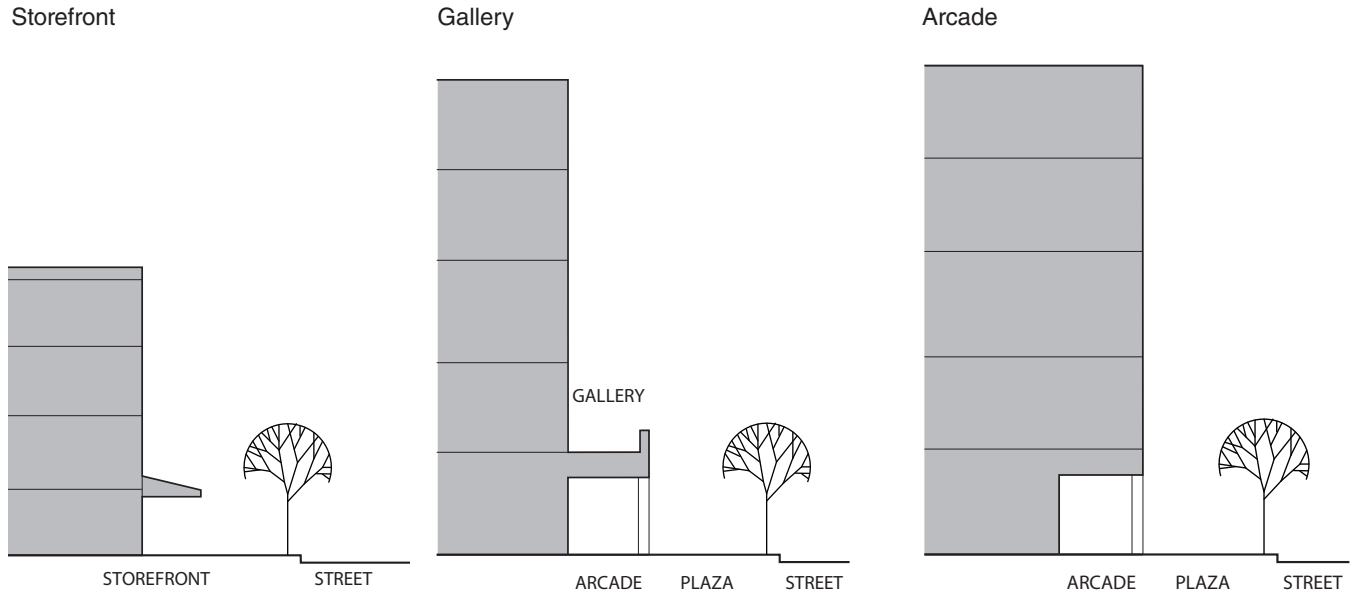 Storefront
Gallery
Arcade
GALLERY
STOREFRONT
STREET
ARCADE
PLAZA
STREET
ARCADE
PLAZA
STREET